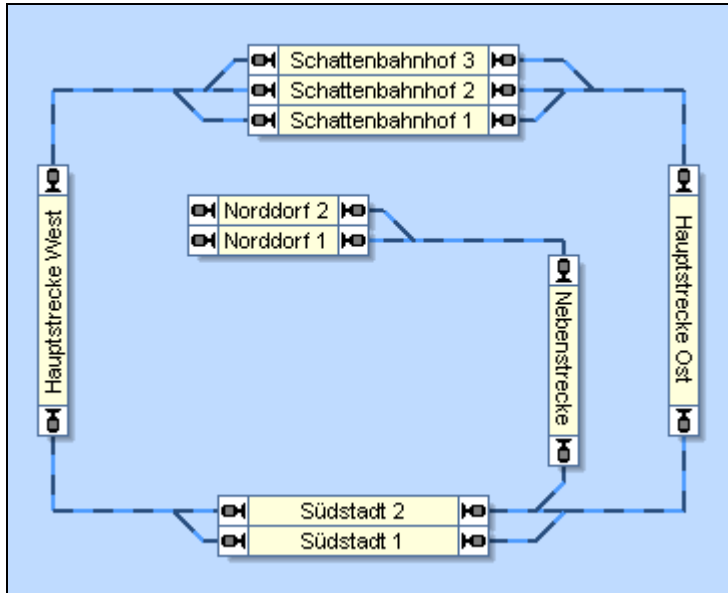 Schattenbahnhof 3
Schattenbahnhof 2
Schattenbahnhof 1
Hauptstrecke West
Norddorf 2
Norddorf 1
Nebenstrecke
Hauptstrecke Ost
Südstadt 2
Südstadt 1